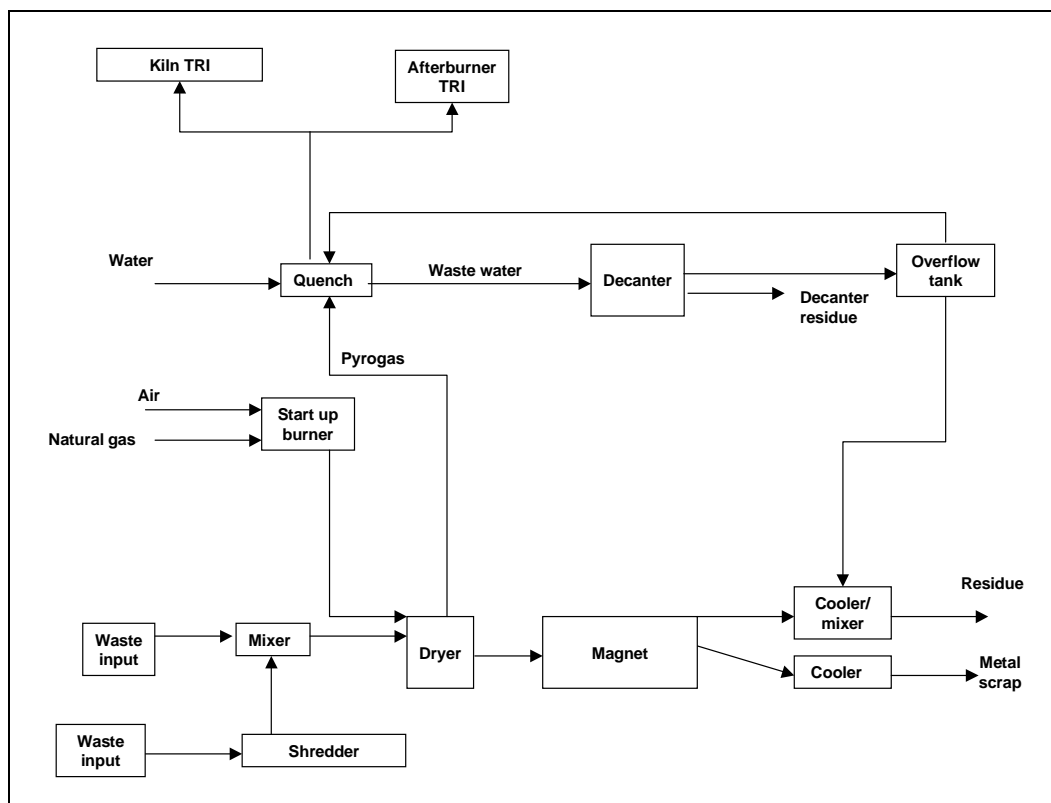 Kiln TRI
Afterburner
TRI
Water
Quench
Waste water
Decanter
Overflow
tank
Decanter
residue
Pyrogas
Air
Start up
burner
Natural gas
Residue
Cooler/
mixer
Waste
input
Mixer
Dryer
Magnet
Cooler
Metal
scrap
Waste
input
Shredder